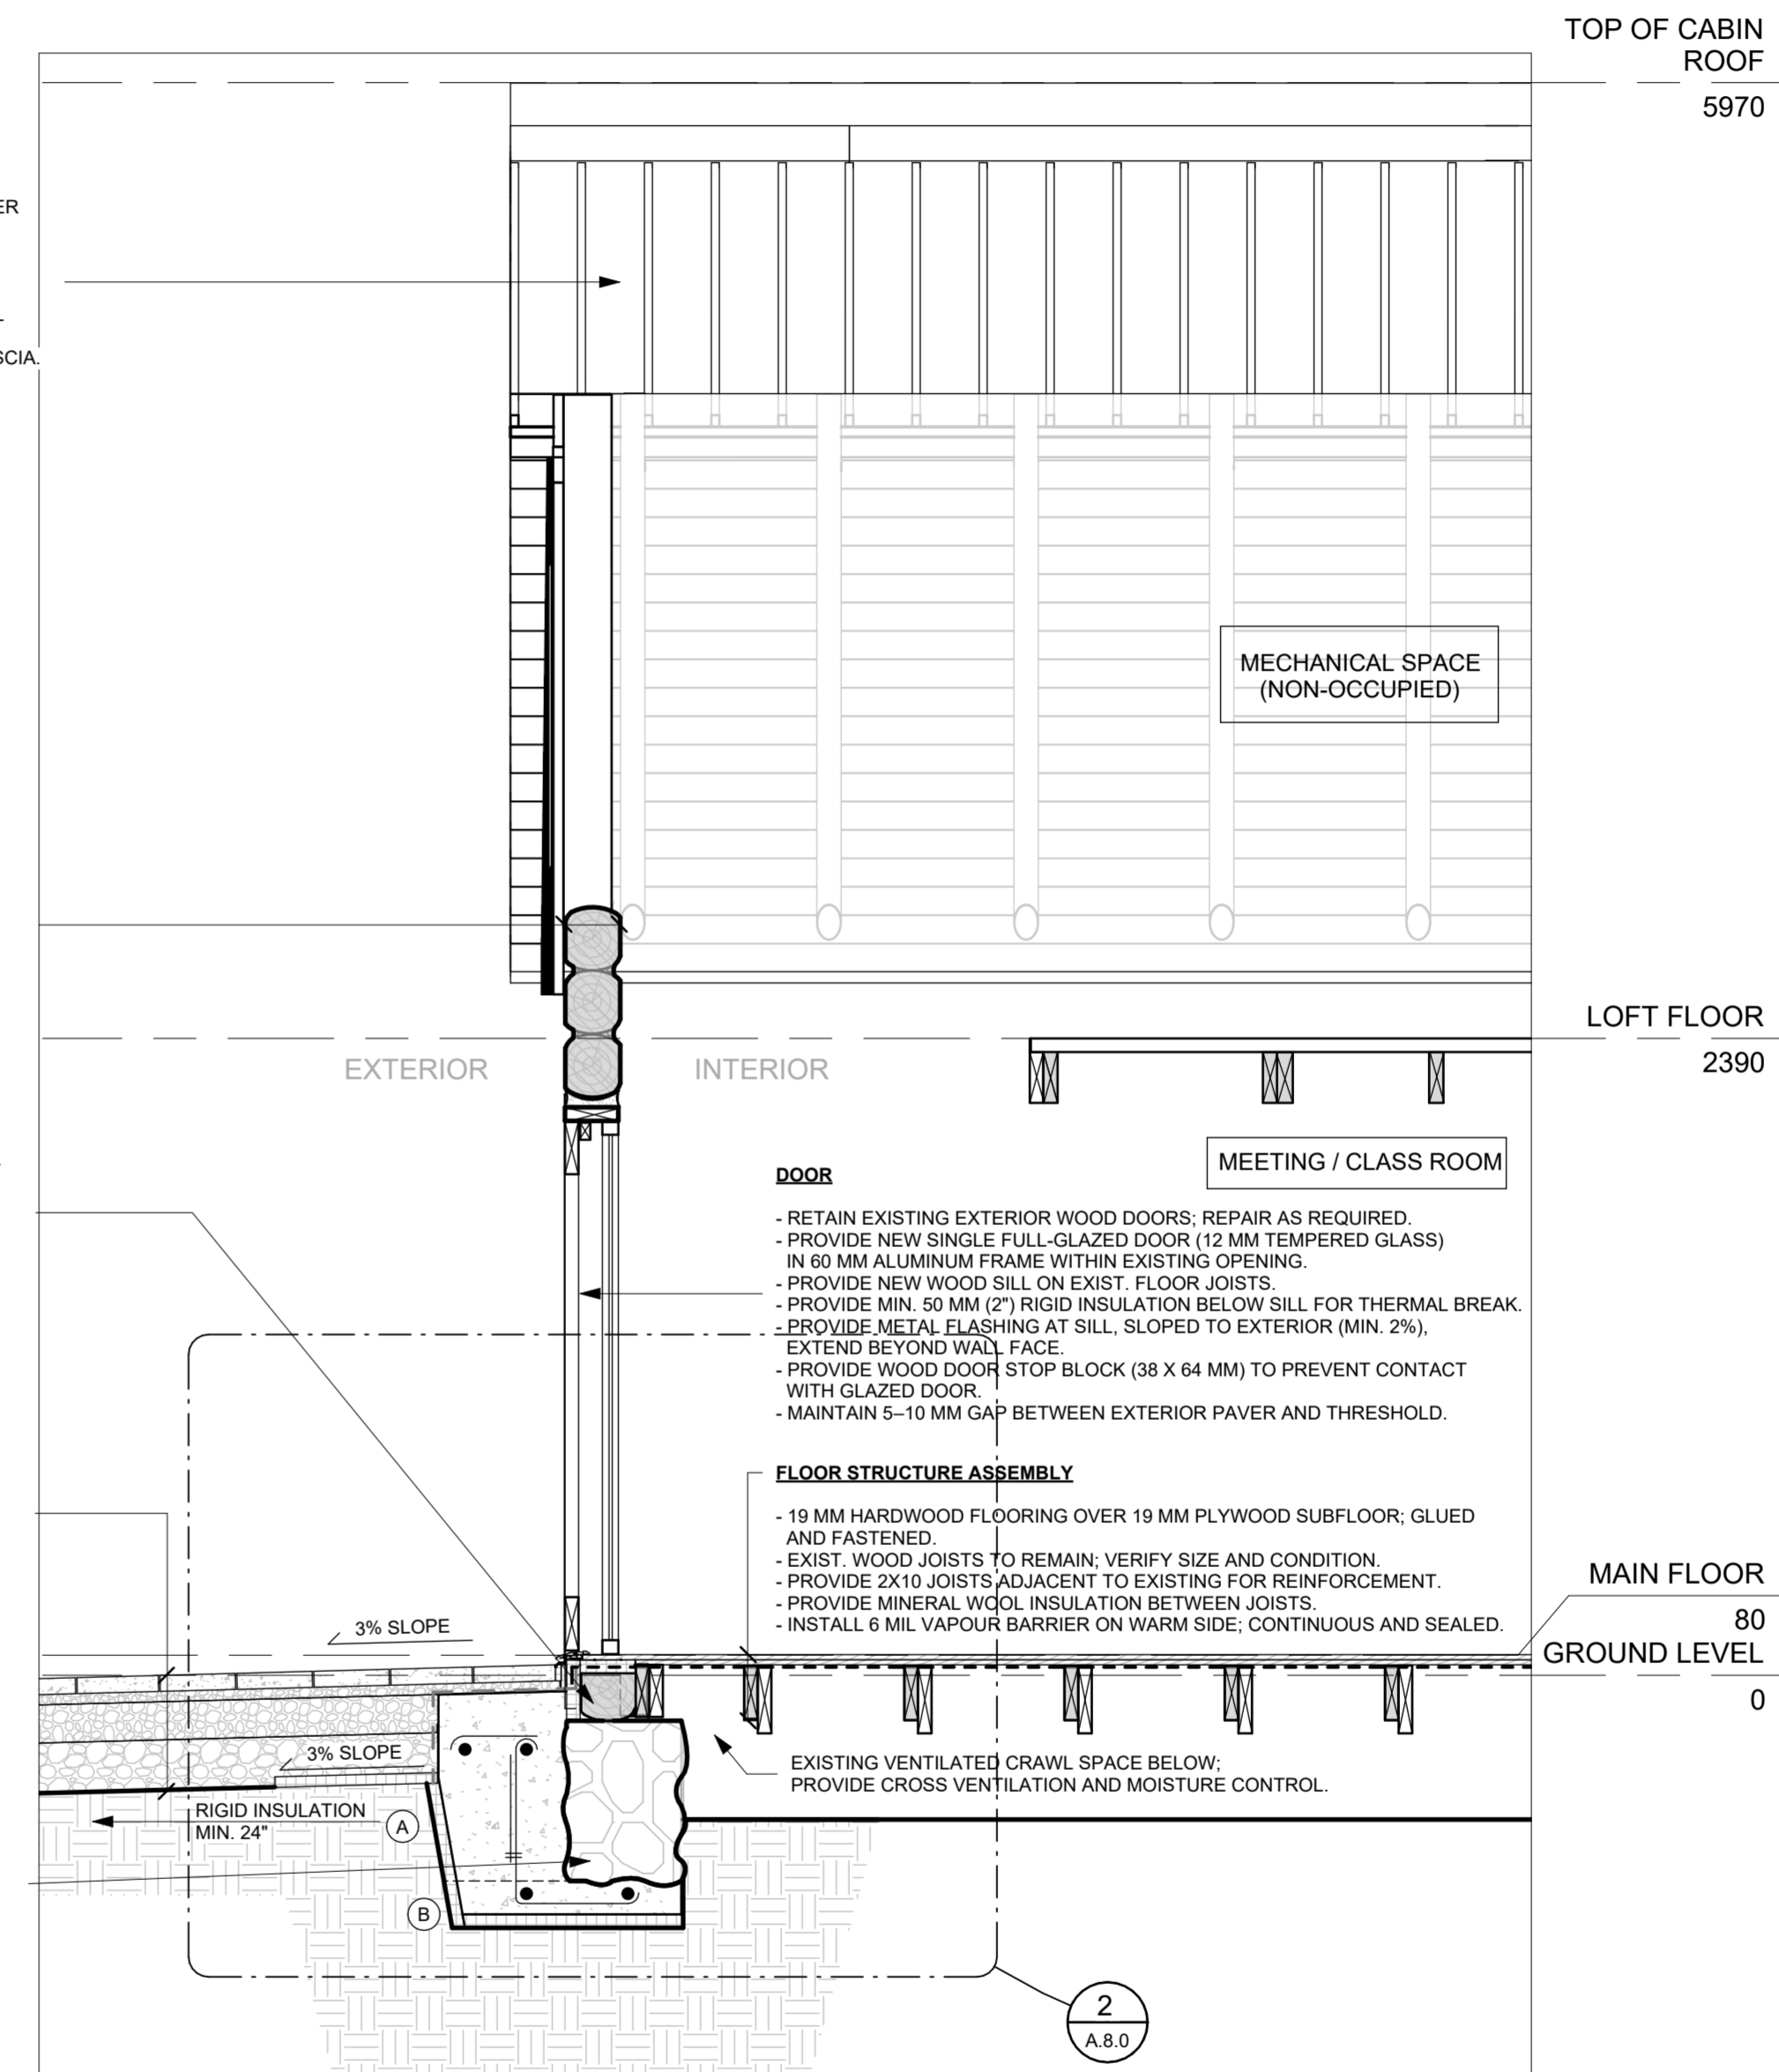 TOP OF CABIN
ROOF
5970
ER
SCIA.
MECHANICAL SPACE
(NON-OCCUPIED)
LOFT FLOOR
2390
EXTERIOR
INTERIOR
MEETING / CLASS ROOM
DOOR
- RETAIN EXISTING EXTERIOR WOOD DOORS; REPAIR AS REQUIRED.
- PROVIDE NEW SINGLE FULL-GLAZED DOOR (12 MM TEMPERED GLASS)
IN 60 MM ALUMINUM FRAME WITHIN EXISTING OPENING.
- PROVIDE NEW WOOD SILL ON EXIST. FLOOR JOISTS.
- PROVIDE MIN. 50 MM (2") RIGID INSULATION BELOW SILL FOR THERMAL BREAK.
- PROVIDE METAL FLASHING AT SILL, SLOPED TO EXTERIOR (MIN. 2%),
EXTEND BEYOND WALL FACE.
- PROVIDE WOOD DOOR STOP BLOCK (38 X 64 MM) TO PREVENT CONTACT
WITH GLAZED DOOR.
- MAINTAIN 5–10 MM GAP BETWEEN EXTERIOR PAVER AND THRESHOLD.
FLOOR STRUCTURE ASSEMBLY
- 19 MM HARDWOOD FLOORING OVER 19 MM PLYWOOD SUBFLOOR; GLUED
AND FASTENED.
- EXIST. WOOD JOISTS TO REMAIN; VERIFY SIZE AND CONDITION.
- PROVIDE 2X10 JOISTS ADJACENT TO EXISTING FOR REINFORCEMENT.
- PROVIDE MINERAL WOOL INSULATION BETWEEN JOISTS.
- INSTALL 6 MIL VAPOUR BARRIER ON WARM SIDE; CONTINUOUS AND SEALED.
MAIN FLOOR
80
GROUND LEVEL
0
3% SLOPE
3% SLOPE
EXISTING VENTILATED CRAWL SPACE BELOW;
PROVIDE CROSS VENTILATION AND MOISTURE CONTROL.
RIGID INSULATION
MIN. 24"
A
B
2
A.8.0